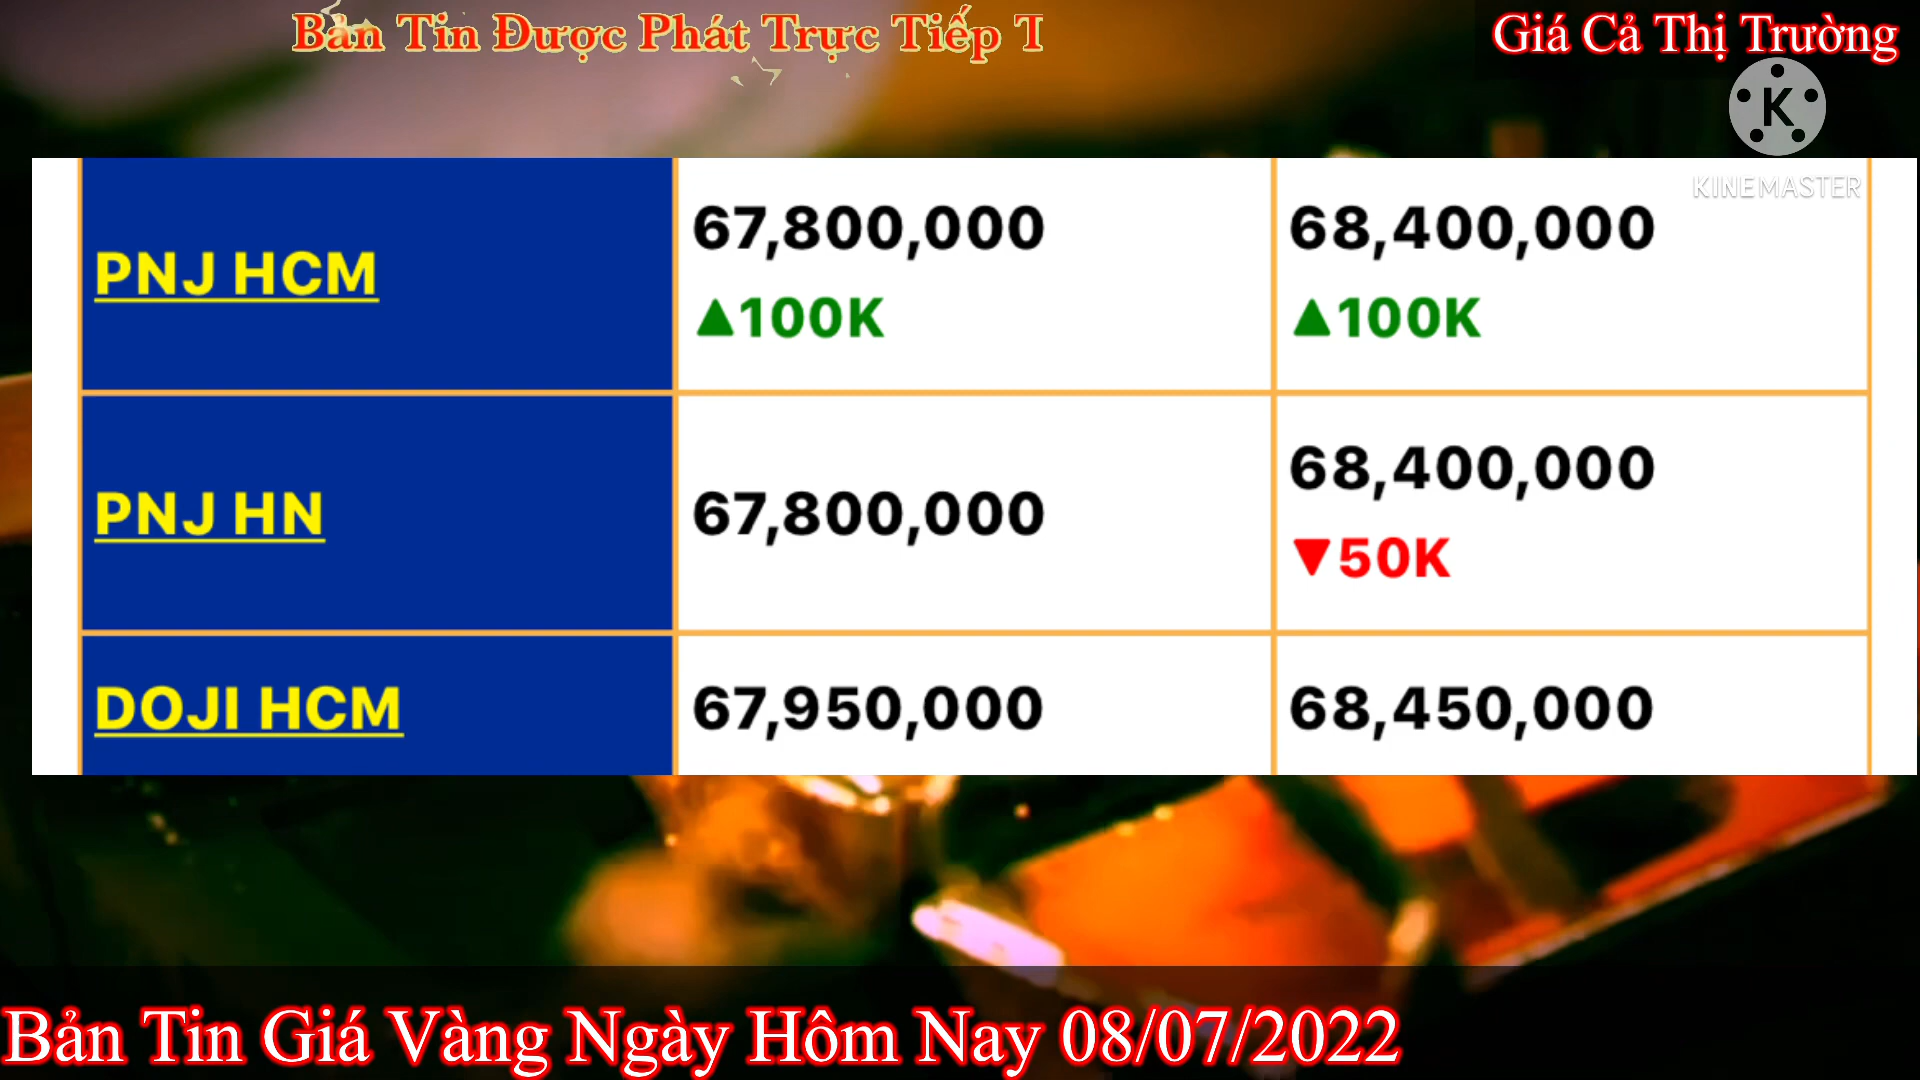 Bản Tin Được Phát Trực Tiếp T
Giá Cả Thị Trường
K
KINEMASTER
PNJ HCM 67,800,000 68,400,000
▲100K ▲100K
PNJ HN 67,800,000 68,400,000
▼50K
DOJI HCM 67,950,000 68,450,000
Bản Tin Giá Vàng Ngày Hôm Nay 08/07/2022